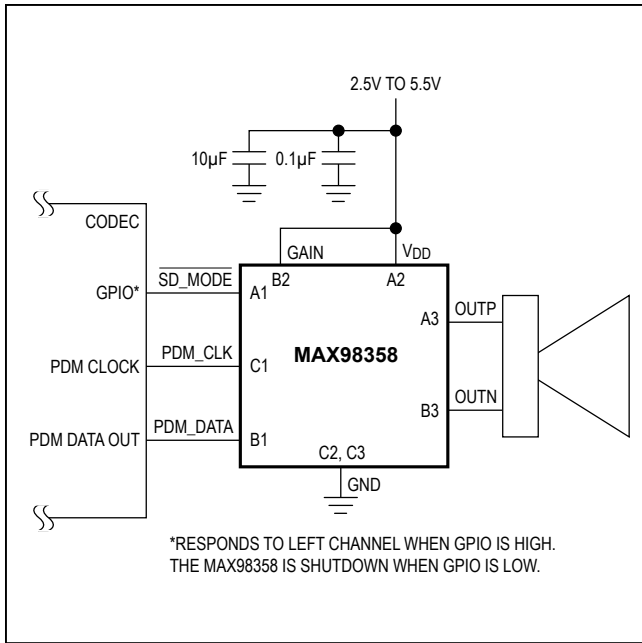 2.5V TO 5.5V
10µF
0.1µF
CODEC
GAIN
VDD
SD_MODE
B2
A2
GPIO*
A1
A3
OUTP
MAX98358
PDM CLOCK
PDM_CLK
C1
OUTN
B3
PDM DATA OUT
PDM_DATA
B1
C2, C3
GND
*RESPONDS TO LEFT CHANNEL WHEN GPIO IS HIGH.
THE MAX98358 IS SHUTDOWN WHEN GPIO IS LOW.